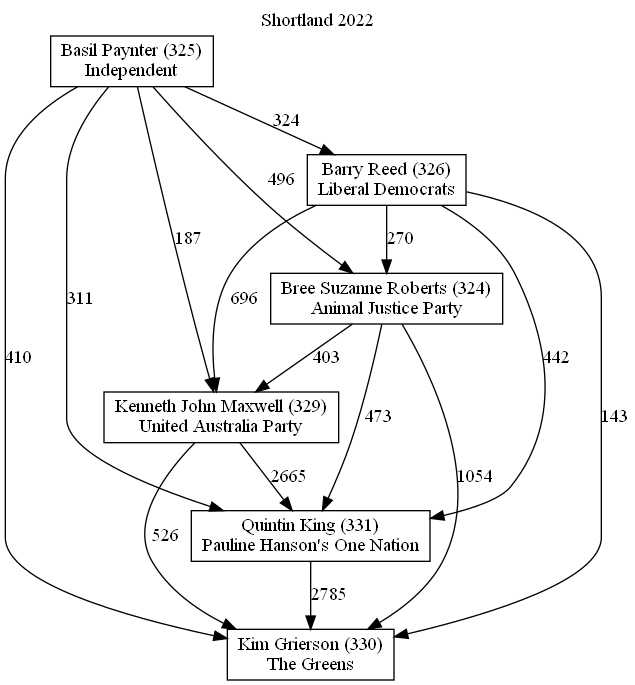 Shortland 2022
Basil Paynter (325)
Independent
324
Barry Reed (326)
Liberal Democrats
496
187
270
Bree Suzanne Roberts (324)
Animal Justice Party
311
696
410
403
442
143
Kenneth John Maxwell (329)
United Australia Party
473
2665
1054
526
Quintin King (331)
Pauline Hanson's One Nation
2785
Kim Grierson (330)
The Greens